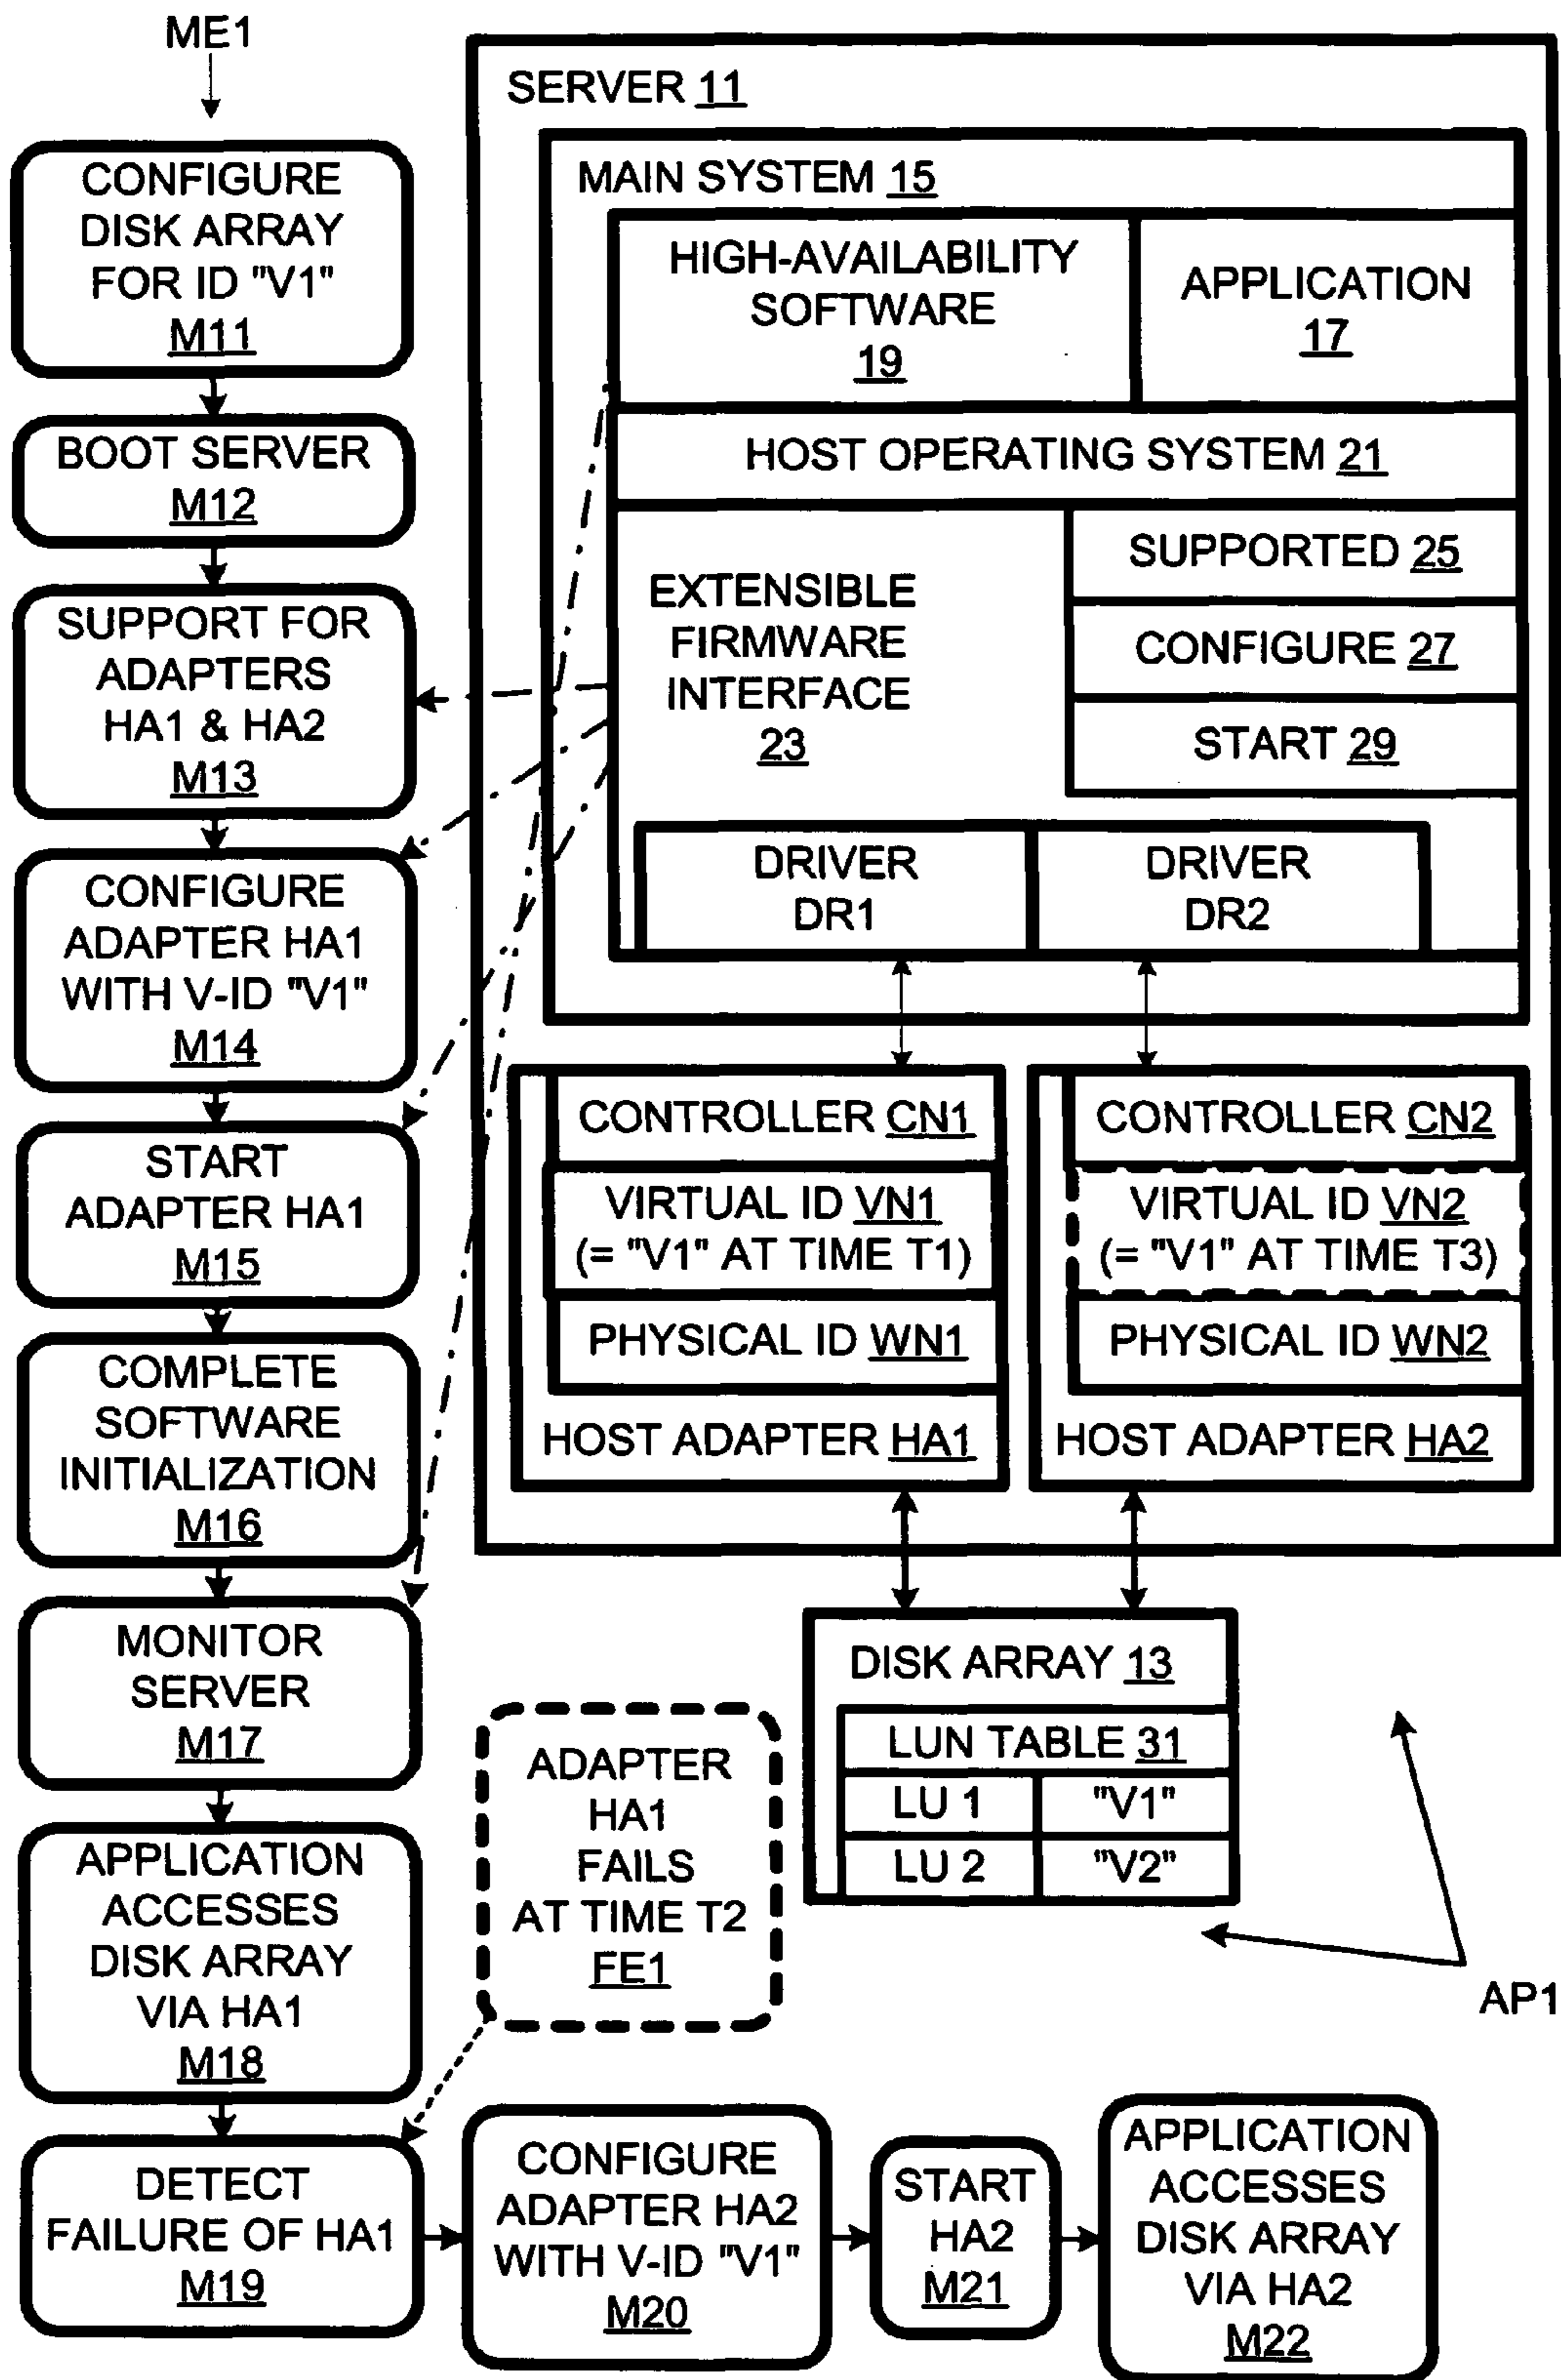 ME1
CONFIGURE
DISK ARRAY
FOR ID "V1"
M11
BOOT SERVER
M12
SUPPORT FOR
ADAPTERS
HA1 & HA2
M13
CONFIGURE
ADAPTER HA1
WITH V-ID "V1"
M14
START
ADAPTER HA1
M15
COMPLETE
SOFTWARE
INITIALIZATION
M16
MONITOR
SERVER
M17
APPLICATION
ACCESSES
DISK ARRAY
VIA HA1
M18
DETECT
FAILURE OF HA1
M19
SERVER 11
MAIN SYSTEM 15
HIGH-AVAILABILITY
SOFTWARE
19
APPLICATION
17
HOST OPERATING SYSTEM 21
EXTENSIBLE
FIRMWARE
INTERFACE
23
SUPPORTED 25
CONFIGURE 27
START 29
DRIVER
DR1
DRIVER
DR2
CONTROLLER CN1
VIRTUAL ID VN1
(= "V1" AT TIME T1)
PHYSICAL ID WN1
HOST ADAPTER HA1
CONTROLLER CN2
VIRTUAL ID VN2
(= "V1" AT TIME T3)
PHYSICAL ID WN2
HOST ADAPTER HA2
DISK ARRAY 13
LUN TABLE 31
LU 1 "V1"
LU 2 "V2"
AP1
ADAPTER
HA1
FAILS
AT TIME T2
FE1
CONFIGURE
ADAPTER HA2
WITH V-ID "V1"
M20
START
HA2
M21
APPLICATION
ACCESSES
DISK ARRAY
VIA HA2
M22